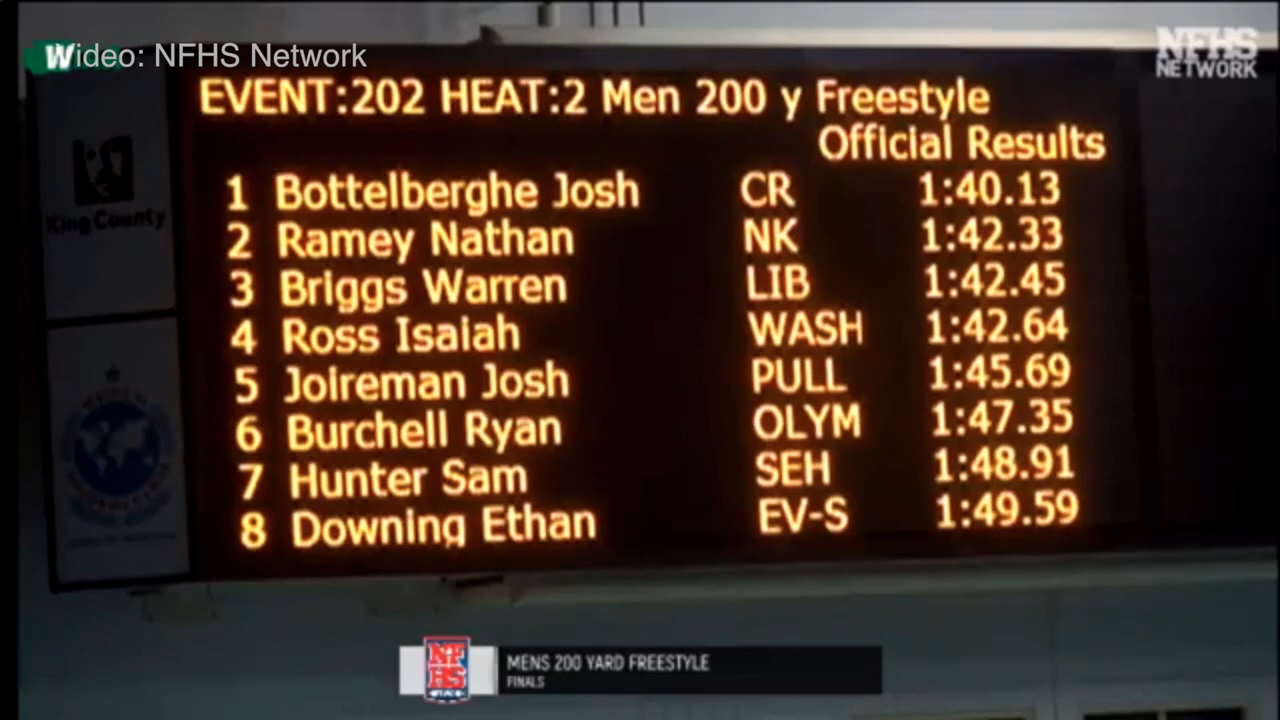 Video: NFHS Network
NFHS
NETWORK
EVENT:202 HEAT:2 Men 200 y Freestyle
Official Results
1 Bottelberghe Josh CR 1:40.13
2 Ramey Nathan NK 1:42.33
3 Briggs Warren LIB 1:42.45
4 Ross Isaiah WASH 1:42.64
5 Joireman Josh PULL 1:45.69
6 Burchell Ryan OLYM 1:47.35
7 Hunter Sam SEH 1:48.91
8 Downing Ethan EV-S 1:49.59
King County
NF
HS
MENS 200 YARD FREESTYLE
FINALS